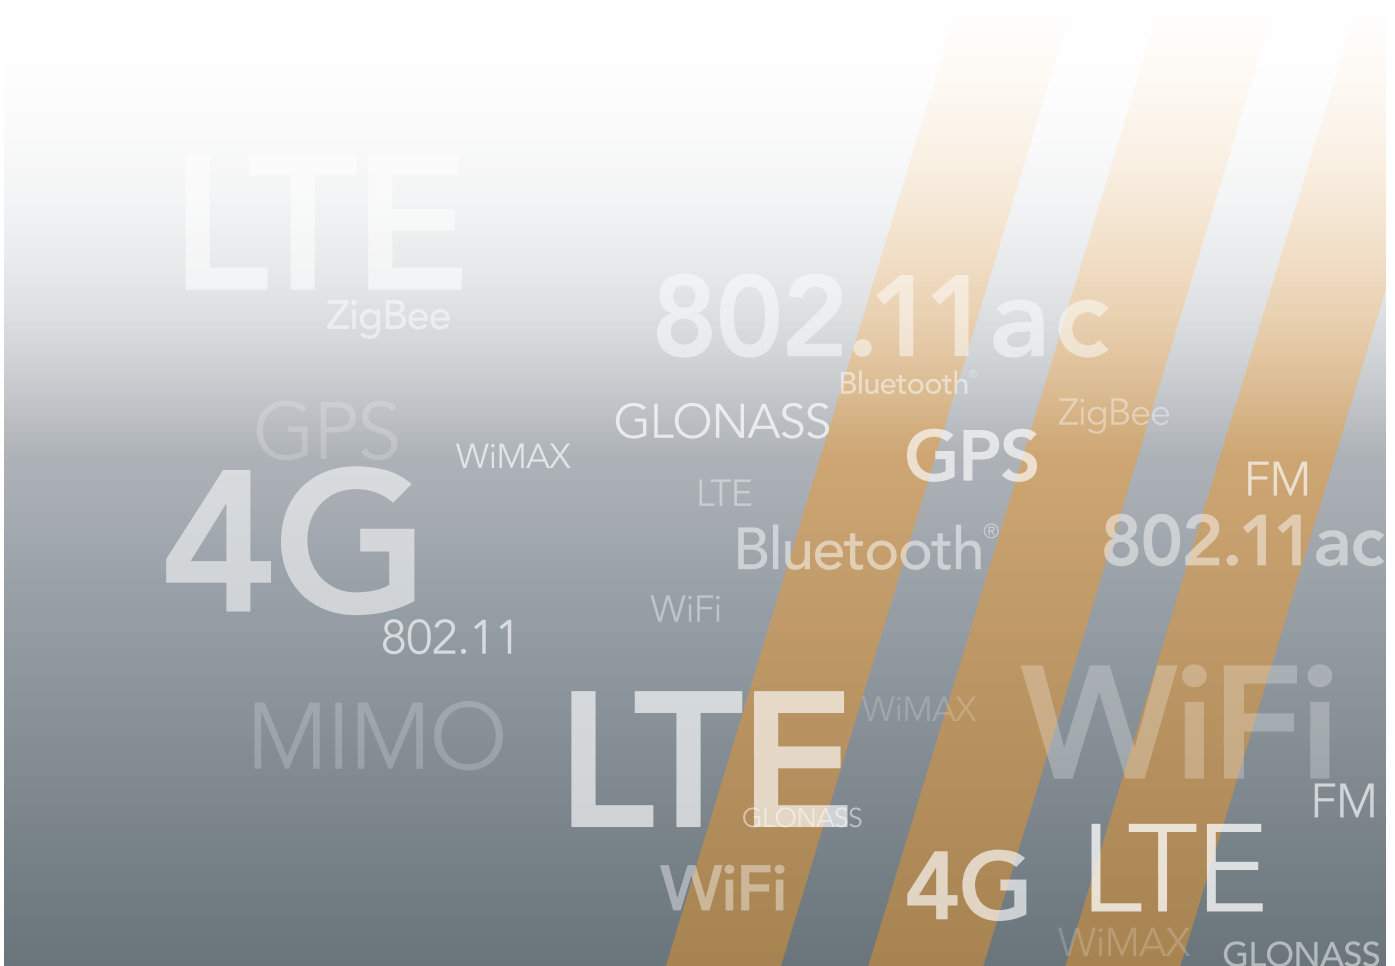 LTE
ZigBee
802.11ac
Bluetooth®
GPS
GLONASS
ZigBee
WiMAX
GPS
4G
LTE
FM
Bluetooth®
802.11ac
WiFi
802.11
MIMO
LTE
WiMAX
WiFi
FM
GLONASS
WiFi
4G
LTE
WiMAX
GLONASS